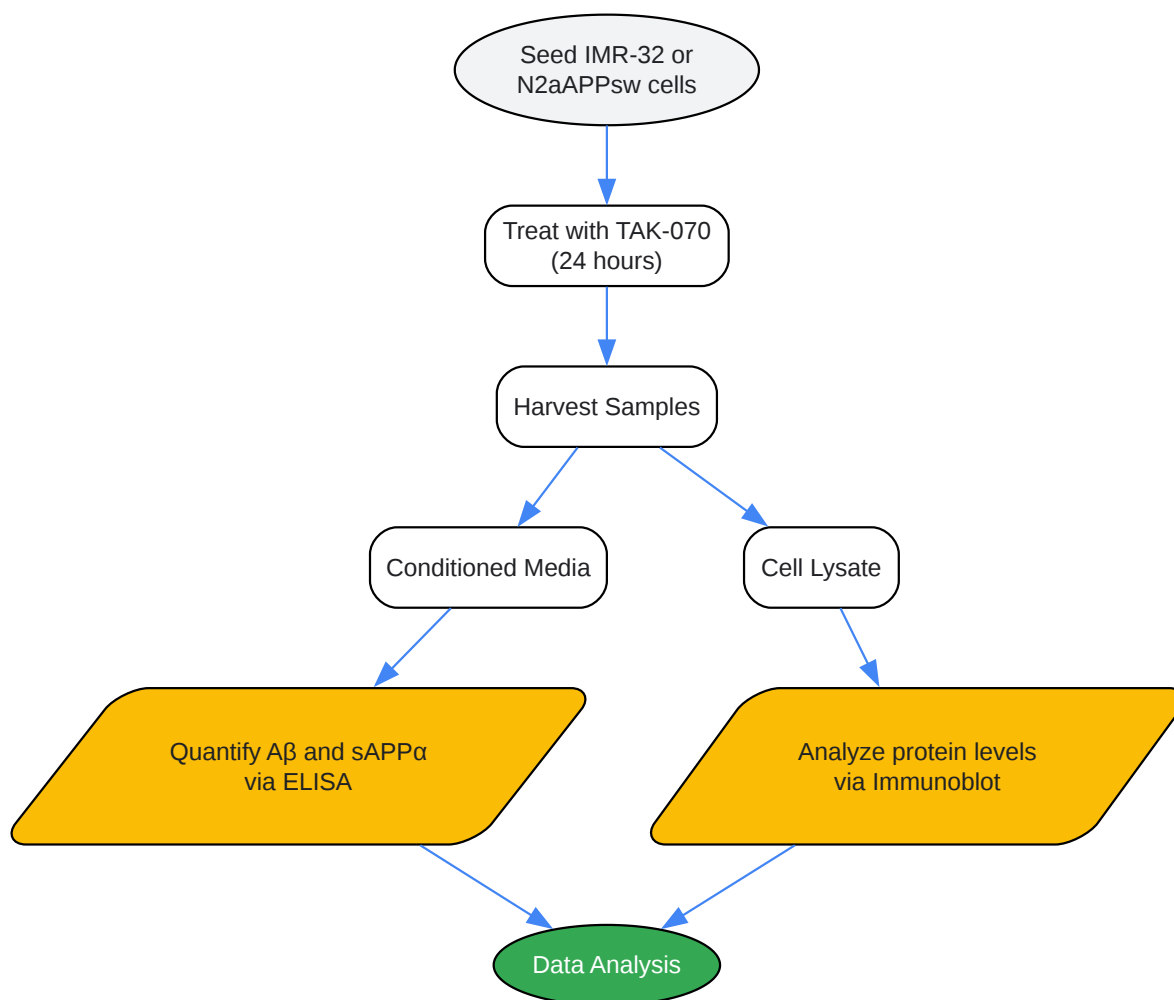 Seed IMR-32 or
N2aAPPsw cells
Treat with TAK-070
(24 hours)
Harvest Samples
Conditioned Media
Cell Lysate
Quantify Aβ and sAPPα
via ELISA
Analyze protein levels
via Immunoblot
Data Analysis